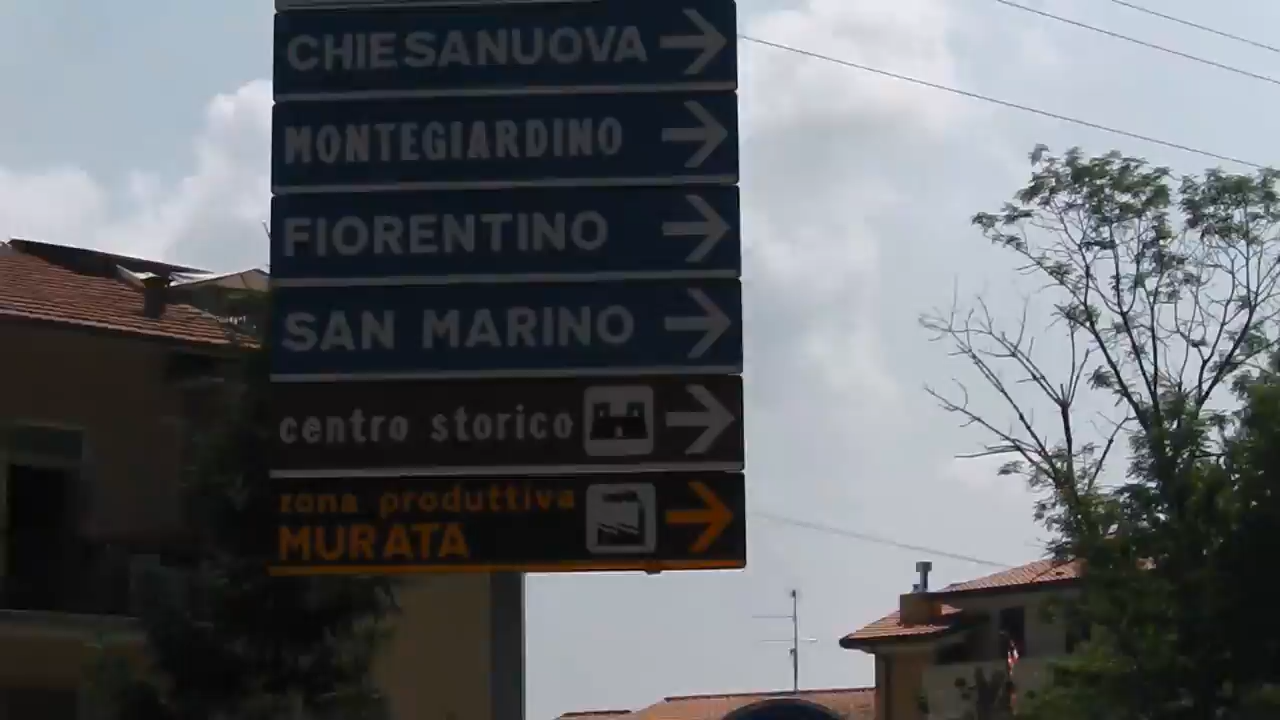 CHIESANUOVA
MONTEGIARDINO
FIORENTINO
SAN MARINO
centro storico
zona produttiva
MURATA